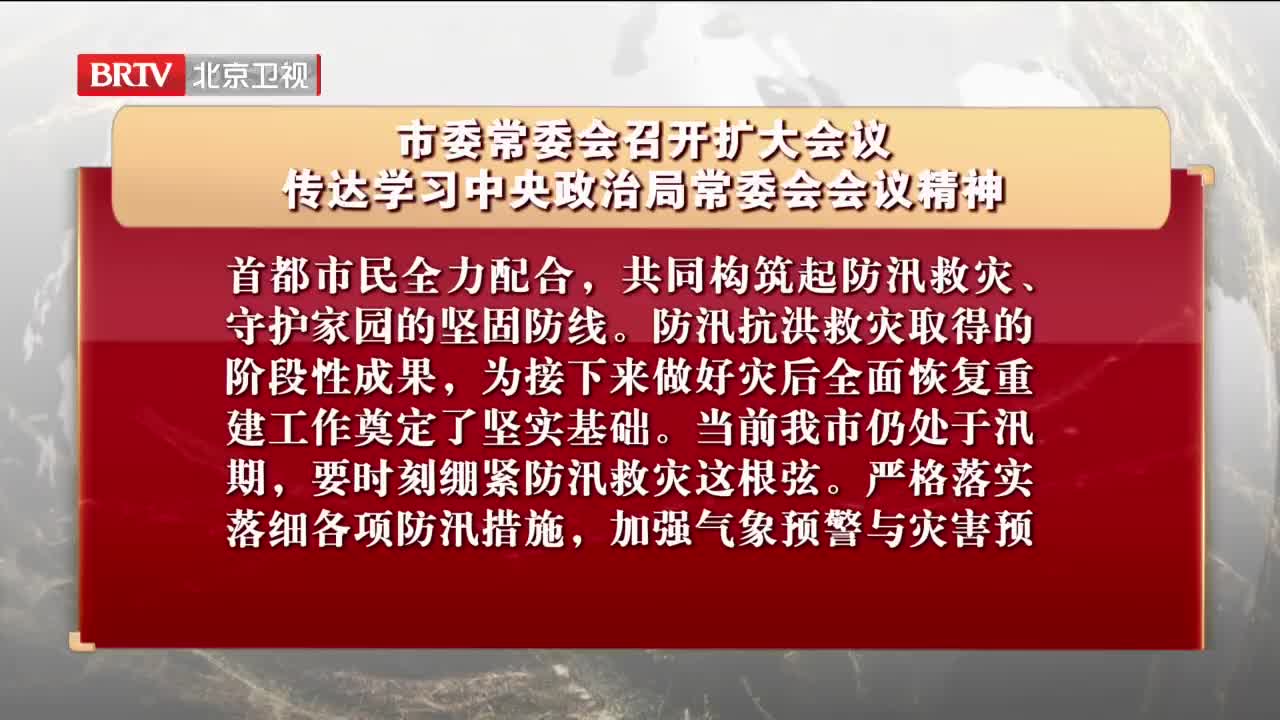 BRTV 北京卫视
市委常委会召开扩大会议
传达学习中央政治局常委会会议精神
首都市民全力配合，共同构筑起防汛救灾、
守护家园的坚固防线。防汛抗洪救灾取得的
阶段性成果，为接下来做好灾后全面恢复重
建工作奠定了坚实基础。当前我市仍处于汛
期，要时刻绷紧防汛救灾这根弦。严格落实
落细各项防汛措施，加强气象预警与灾害预